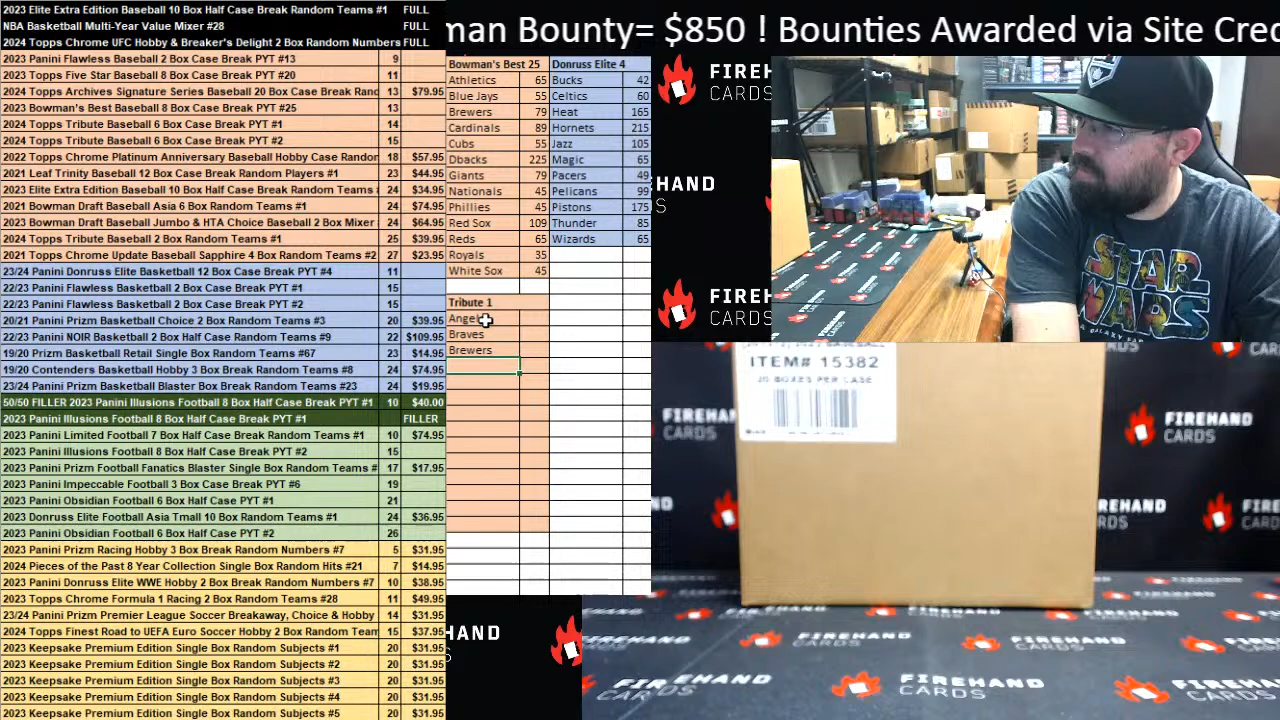 man Bounty= $850 ! Bounties Awarded via Site Cred
2023 Elite Extra Edition Baseball 10 Box Half Case Break Random Teams #1 FULL
NBA Basketball Multi-Year Value Mixer #28 FULL
2024 Topps Chrome UFC Hobby & Breaker's Delight 2 Box Random Numbers FULL
2023 Panini Flawless Baseball 2 Box Case Break PYT #13 9
2023 Topps Five Star Baseball 8 Box Case Break PYT #20 11
2024 Topps Archives Signature Series Baseball 20 Box Case Break Ranc 13 $79.95
2023 Bowman's Best Baseball 8 Box Case Break PYT #25 13
2024 Topps Tribute Baseball 6 Box Case Break PYT #1 14
2024 Topps Tribute Baseball 6 Box Case Break PYT #2 15
2022 Topps Chrome Platinum Anniversary Baseball Hobby Case Randor 18 $57.95
2021 Leaf Trinity Baseball 12 Box Case Break Random Players #1 23 $44.95
2023 Elite Extra Edition Baseball 10 Box Half Case Break Random Teams 24 $34.95
2021 Bowman Draft Baseball Asia 6 Box Random Teams #1 24 $74.95
2023 Bowman Draft Baseball Jumbo & HTA Choice Baseball 2 Box Mixer 24 $64.95
2024 Topps Tribute Baseball 2 Box Random Teams #1 25 $39.95
2021 Topps Chrome Update Baseball Sapphire 4 Box Random Teams #2 27 $23.95
23/24 Panini Donruss Elite Basketball 12 Box Case Break PYT #4 11
22/23 Panini Flawless Basketball 2 Box PYT #1 15
22/23 Panini Flawless Basketball 2 Box PYT #2 15
20/21 Panini Prizm Basketball Choice 2 Box Random Teams #3 20 $39.95
22/23 Panini NOIR Basketball 2 Box Random Teams #9 22 $109.95
19/20 Prizm Basketball Retail Single Box Random Teams #67 23 $14.95
19/20 Contenders Basketball Hobby 3 Box Random Teams #8 24 $74.95
23/24 Panini Prizm Basketball Blaster Box Random Teams #23 24 $19.95
50/50 FILLER 2023 Panini Illusions Football 8 Box Half Case Break PYT #1 10 $40.00
2023 Panini Illusions Football 8 Box Half Case Break PYT #1 FILLER
2023 Panini Limited Football 7 Box Half Case Break Random Teams #1 10 $74.95
2023 Panini Illusions Football 8 Box Half Case Break PYT #2 15
2023 Panini Prizm Football Fanatics Blaster Single Box Random Teams # 17 $17.95
2023 Panini Impeccable Football 3 Box Case PYT #6 19
2023 Panini Obsidian Football 6 Box Half Case PYT #1 21
2023 Donruss Elite Football Asia Tmall 10 Box Random Teams #1 24 $36.95
2023 Panini Obsidian Football 6 Box Half Case PYT #2 26
2023 Panini Prizm Racing Hobby 3 Box Break Random Numbers #7 5 $31.95
2024 Pieces of the Past 8 Year Collection Single Box Random Hits #21 7 $14.95
2023 Panini Donruss Elite WWE Hobby 2 Box Break Random Numbers #7 10 $38.95
2023 Topps Chrome Formula 1 Racing 2 Box Random Teams #28 11 $49.95
23/24 Panini Prizm Premier League Soccer Breakaway, Choice & Hobby 14 $31.95
2024 Topps Finest Road to UEFA Euro Soccer Hobby 2 Box Random Team 15 $37.95
2023 Keepsake Premium Edition Single Box Random Subjects #1 20 $31.95
2023 Keepsake Premium Edition Single Box Random Subjects #2 20 $31.95
2023 Keepsake Premium Edition Single Box Random Subjects #3 20 $31.95
2023 Keepsake Premium Edition Single Box Random Subjects #4 20 $31.95
2023 Keepsake Premium Edition Single Box Random Subjects #5 20 $31.95
Bowman's Best 25
Athletics 65
Blue Jays 55
Brewers 79
Cardinals 89
Cubs 55
Dbacks 225
Giants 79
Nationals 45
Phillies 45
Red Sox 109
Reds 65
Royals 35
White Sox 45
Tribute 1
Angels
Braves
Brewers
Donruss Elite 4
Bucks 42
Celtics 60
Heat 165
Hornets 215
Jazz 105
Magic 65
Pacers 49
Pelicans 99
Pistons 175
Thunder 85
Wizards 65
FIREH
CARDS
HAND
FIREH
CARDS
HAND
STAR
WARS
ITEM# 15382
20 BOXES PER CASE
FIREHAND
CARDS
FIREHAND
CARDS
FIREHAND
CARDS
FIREHAND
CARDS
FIREHAND
CARDS